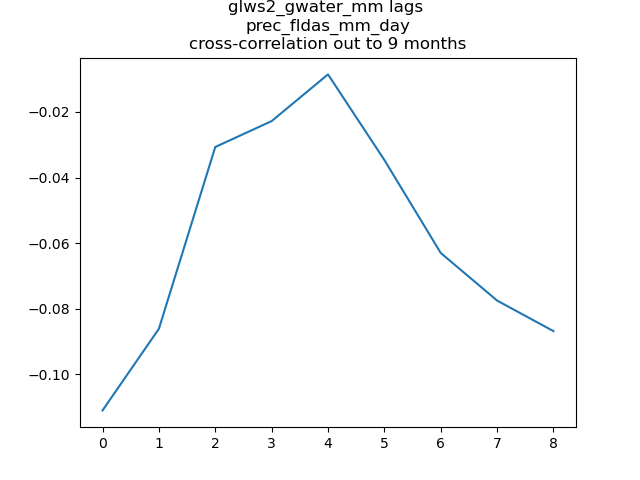 glws2_gwater_mm lags
prec_fldas_mm_day
cross-correlation out to 9 months
−0.02
−0.04
−0.06
−0.08
−0.10
0 1 2 3 4 5 6 7 8